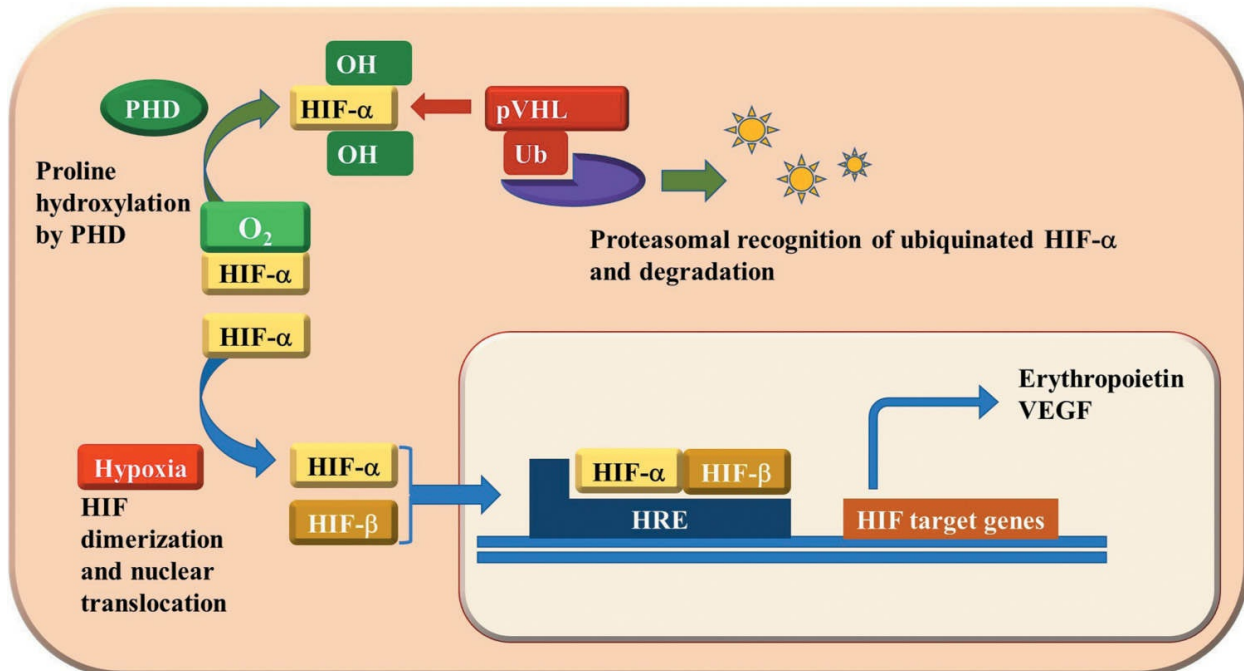 OH
PHD
HIF-α
pVHL
OH
Ub
Proline
hydroxylation
by PHD
O₂
HIF-α
Proteasomal recognition of ubiquinated HIF-α
and degradation
HIF-α
Erythropoietin
VEGF
Hypoxia
HIF-α
HIF-α
HIF-β
HIF
dimerization
and nuclear
translocation
HIF-β
HRE
HIF target genes